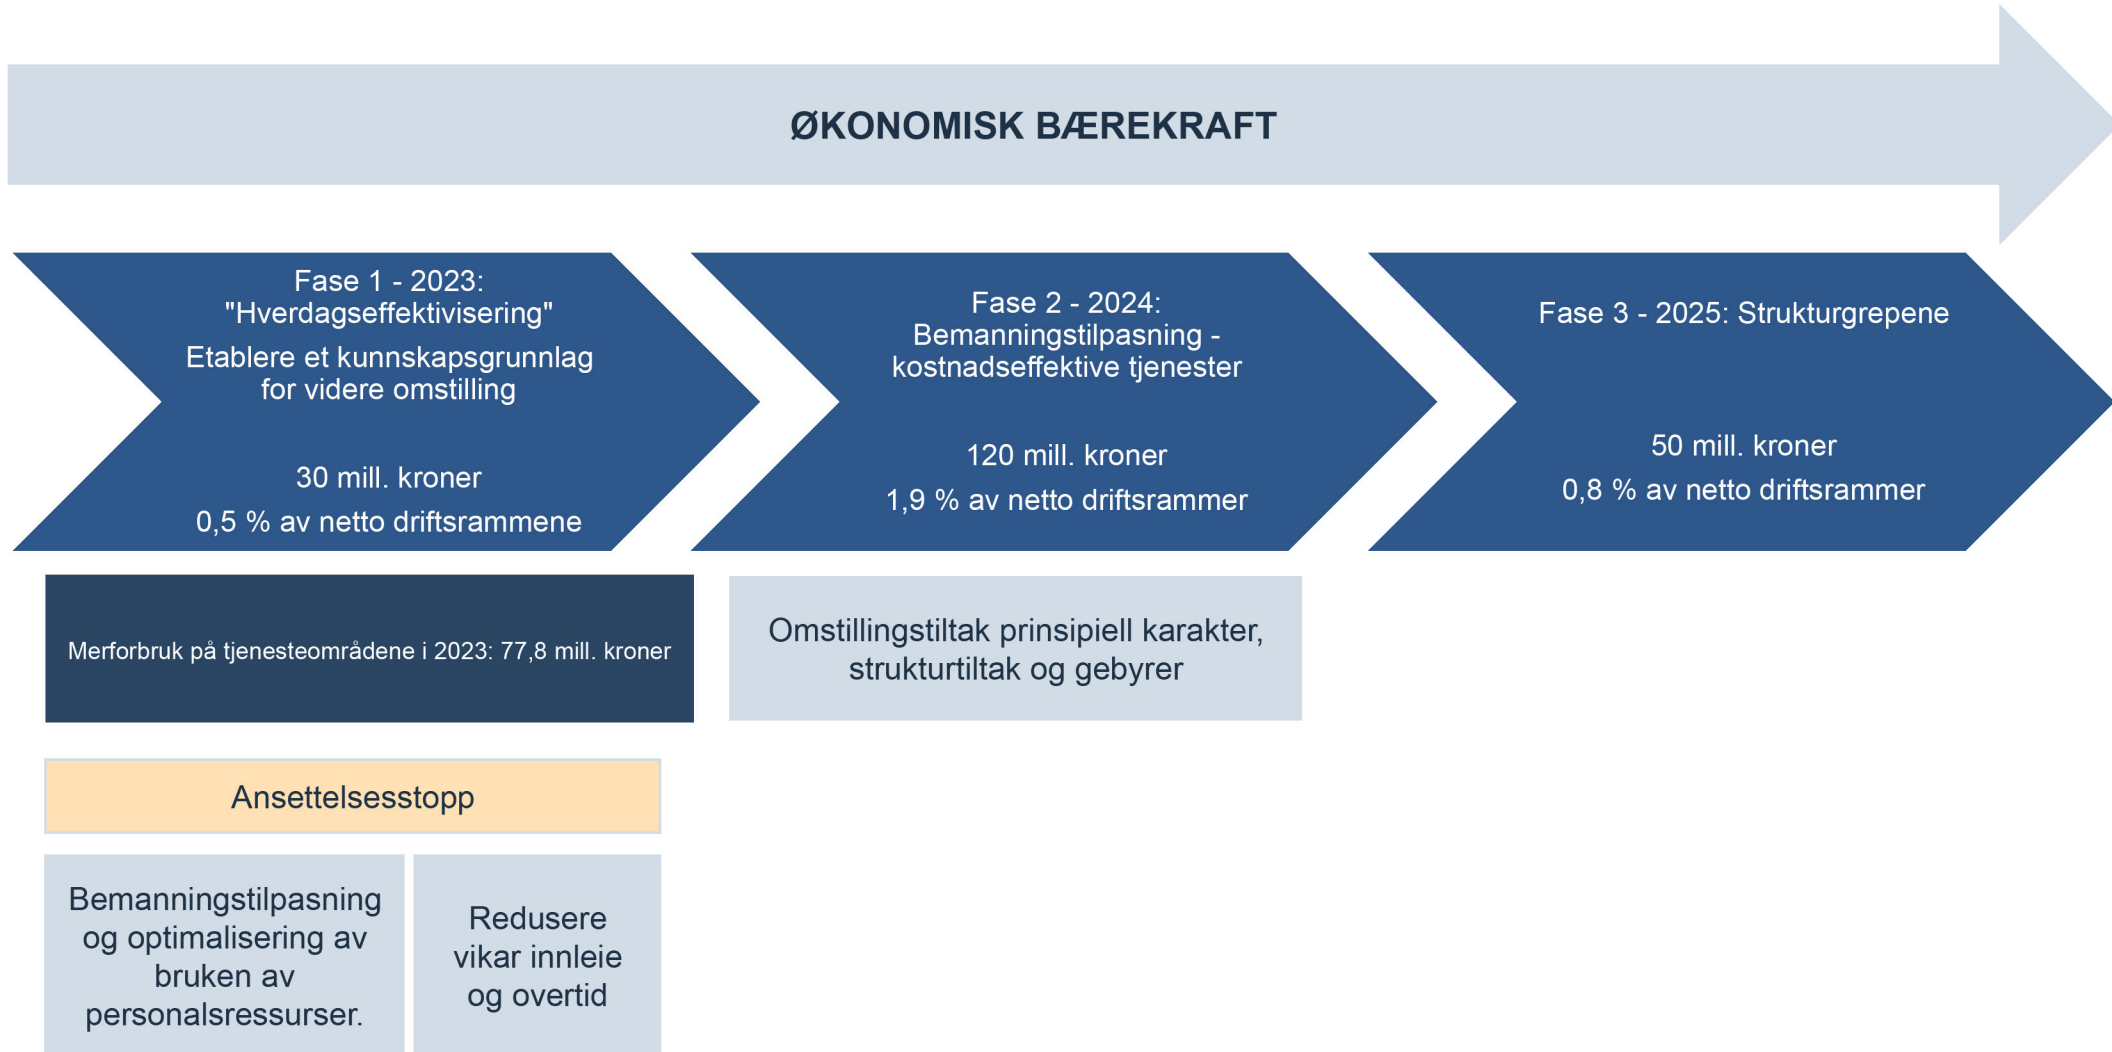 ØKONOMISK BÆREKRAFT
Fase 1 - 2023:
"Hverdagseffektivisering"
Etablere et kunnskapsgrunnlag
for videre omstilling
30 mill. kroner
0,5 % av netto driftsrammene
Fase 2 - 2024:
Bemanningstilpasning -
kostnadseffektive tjenester
120 mill. kroner
1,9 % av netto driftsrammer
Fase 3 - 2025: Strukturgrepene
50 mill. kroner
0,8 % av netto driftsrammer
Merforbruk på tjenesteområdene i 2023: 77,8 mill. kroner
Omstillingstiltak prinsipiell karakter,
strukturtiltak og gebyrer
Ansettelsesstopp
Bemanningstilpasning
og optimalisering av
bruken av
personalsressurser.
Redusere
vikar innleie
og overtid